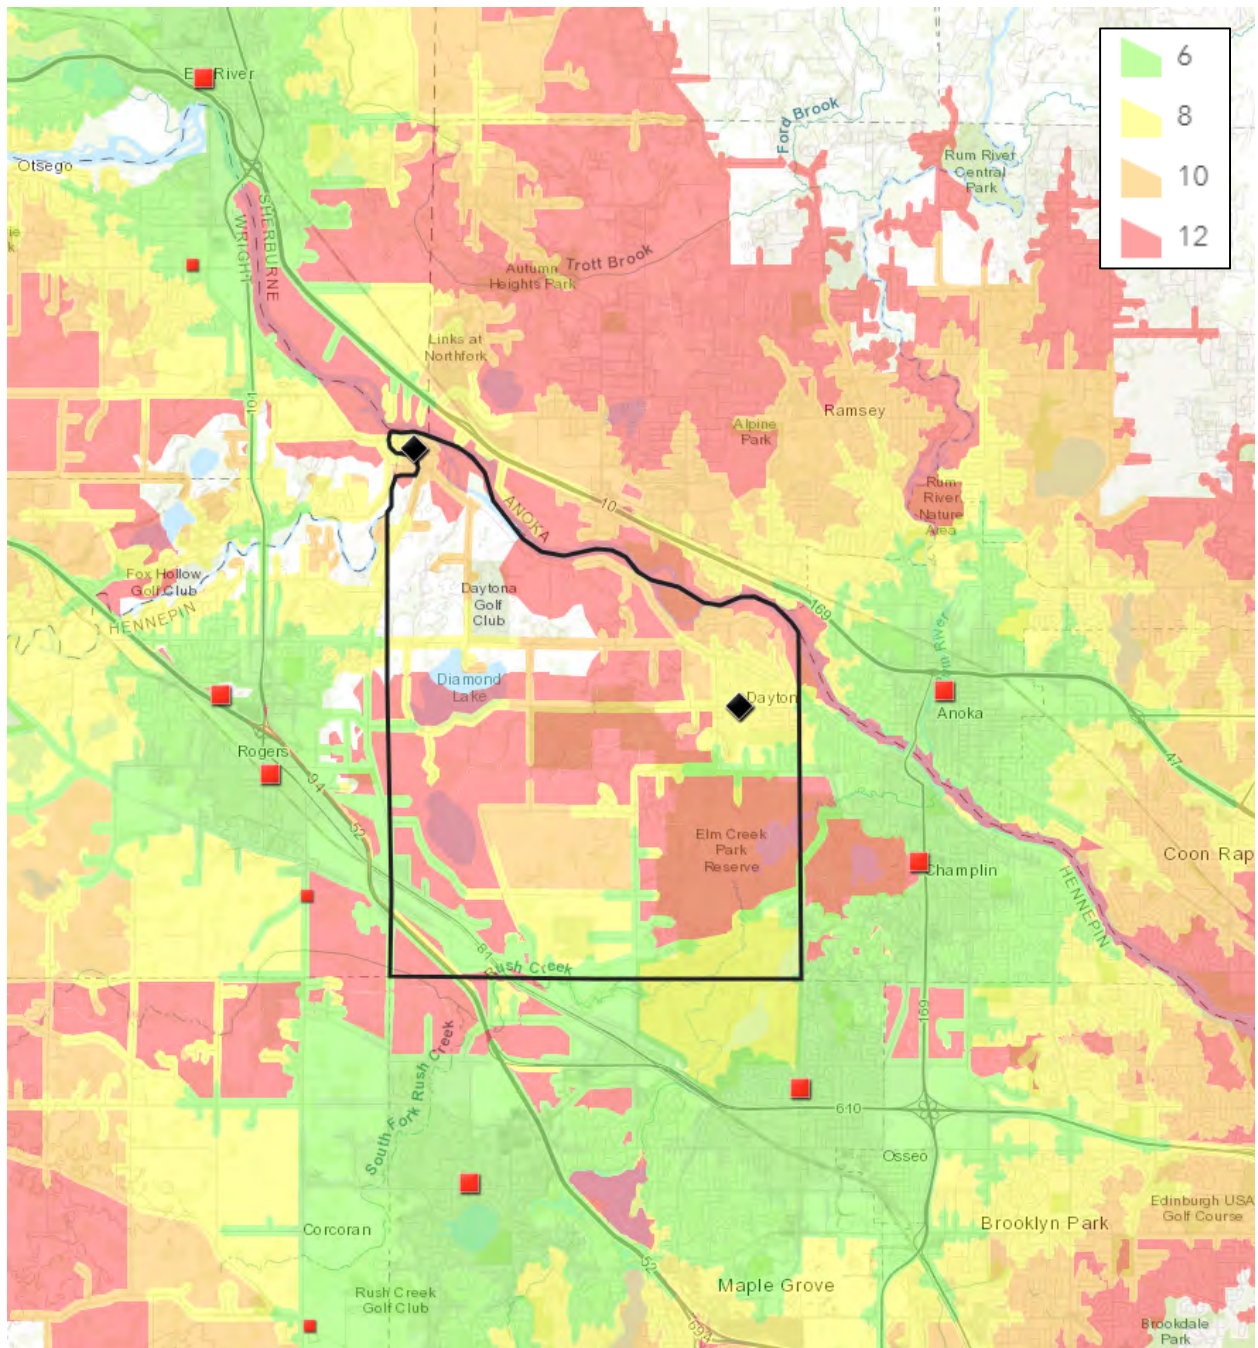 6
8
10
12
River
Otsego
Ford Brook
Rum River
Central
Park
SHERBURNE
WRIGHT
Autumn
Heights Park
Trott Brook
Links at
Northfork
101
Ramsey
Alpine
Park
Rum
River
Nature
Area
ANOKA
10
Fox Hollow
Golf Club
HENNEPIN
Daytona
Golf
Club
169
Diamond
Lake
Dayton
Anoka
Rogers
94
52
47
Elm Creek
Park
Reserve
Champlin
Coon Rap
HENNEPIN
81
Rush Creek
169
South Fork Rush Creek
610
Osseo
Corcoran
Brooklyn Park
Edinburgh USA
Golf Course
52
Maple Grove
Rush Creek
Golf Club
694
Brookdale
Park